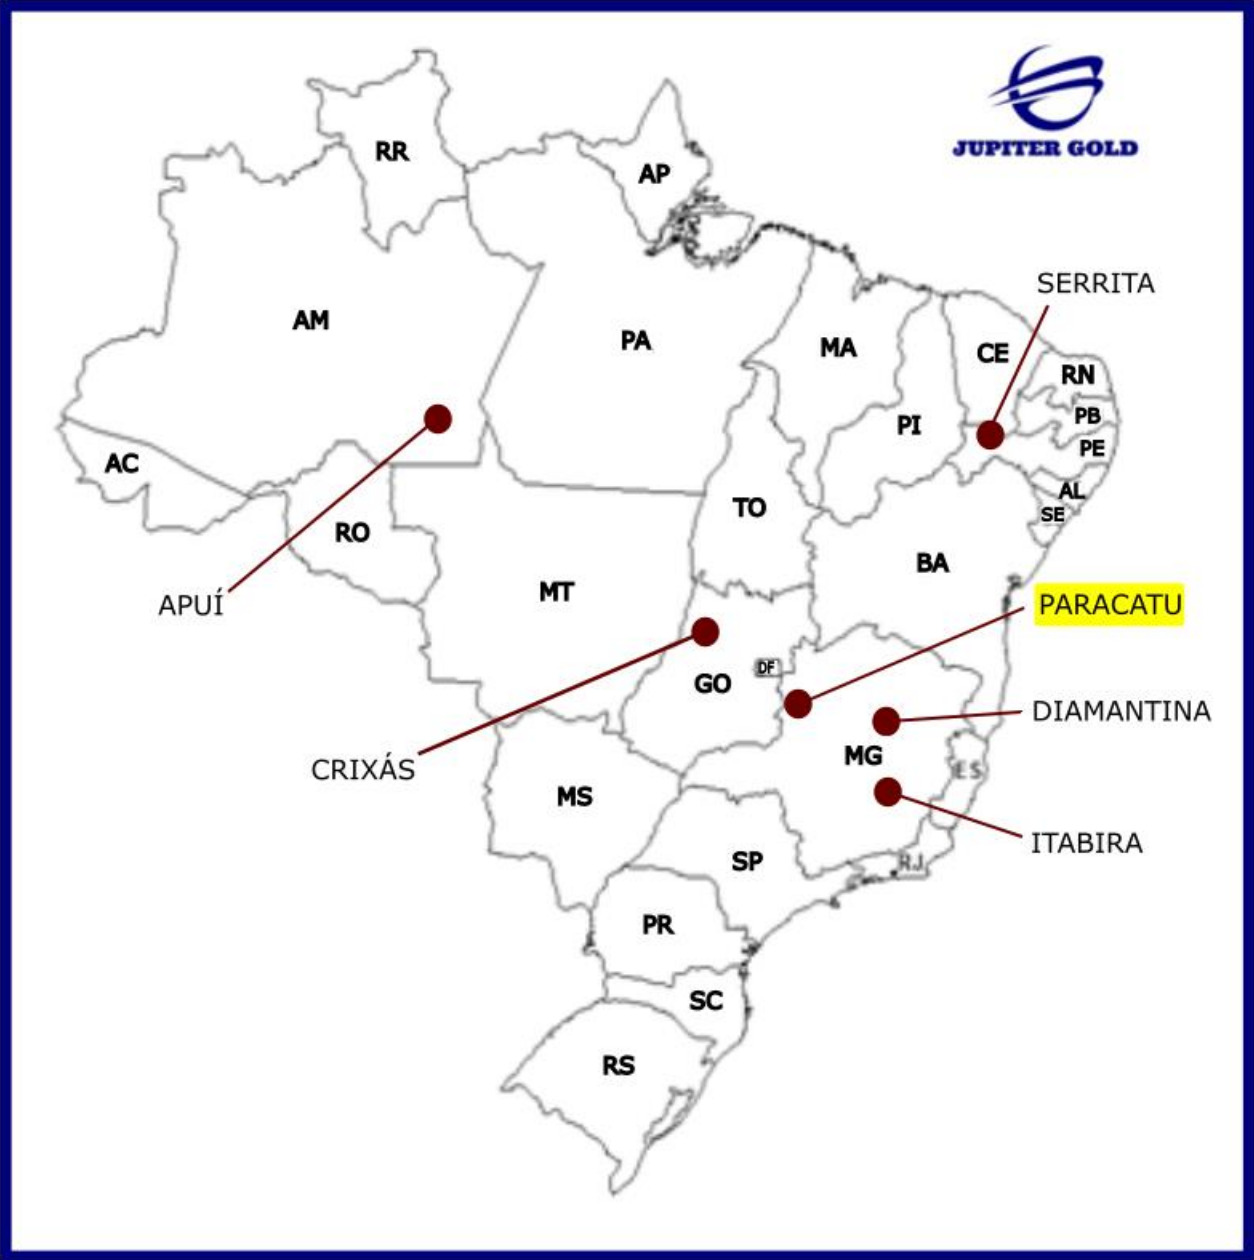 JUPITER GOLD
RR
AP
SERRITA
AM
PA
MA
CE
RN
PI
PB
PE
AC
AL
TO
SE
RO
BA
MT
APUÍ
PARACATU
DF
GO
DIAMANTINA
MG
CRIXÁS
ES
MS
ITABIRA
SP
RJ
PR
SC
RS